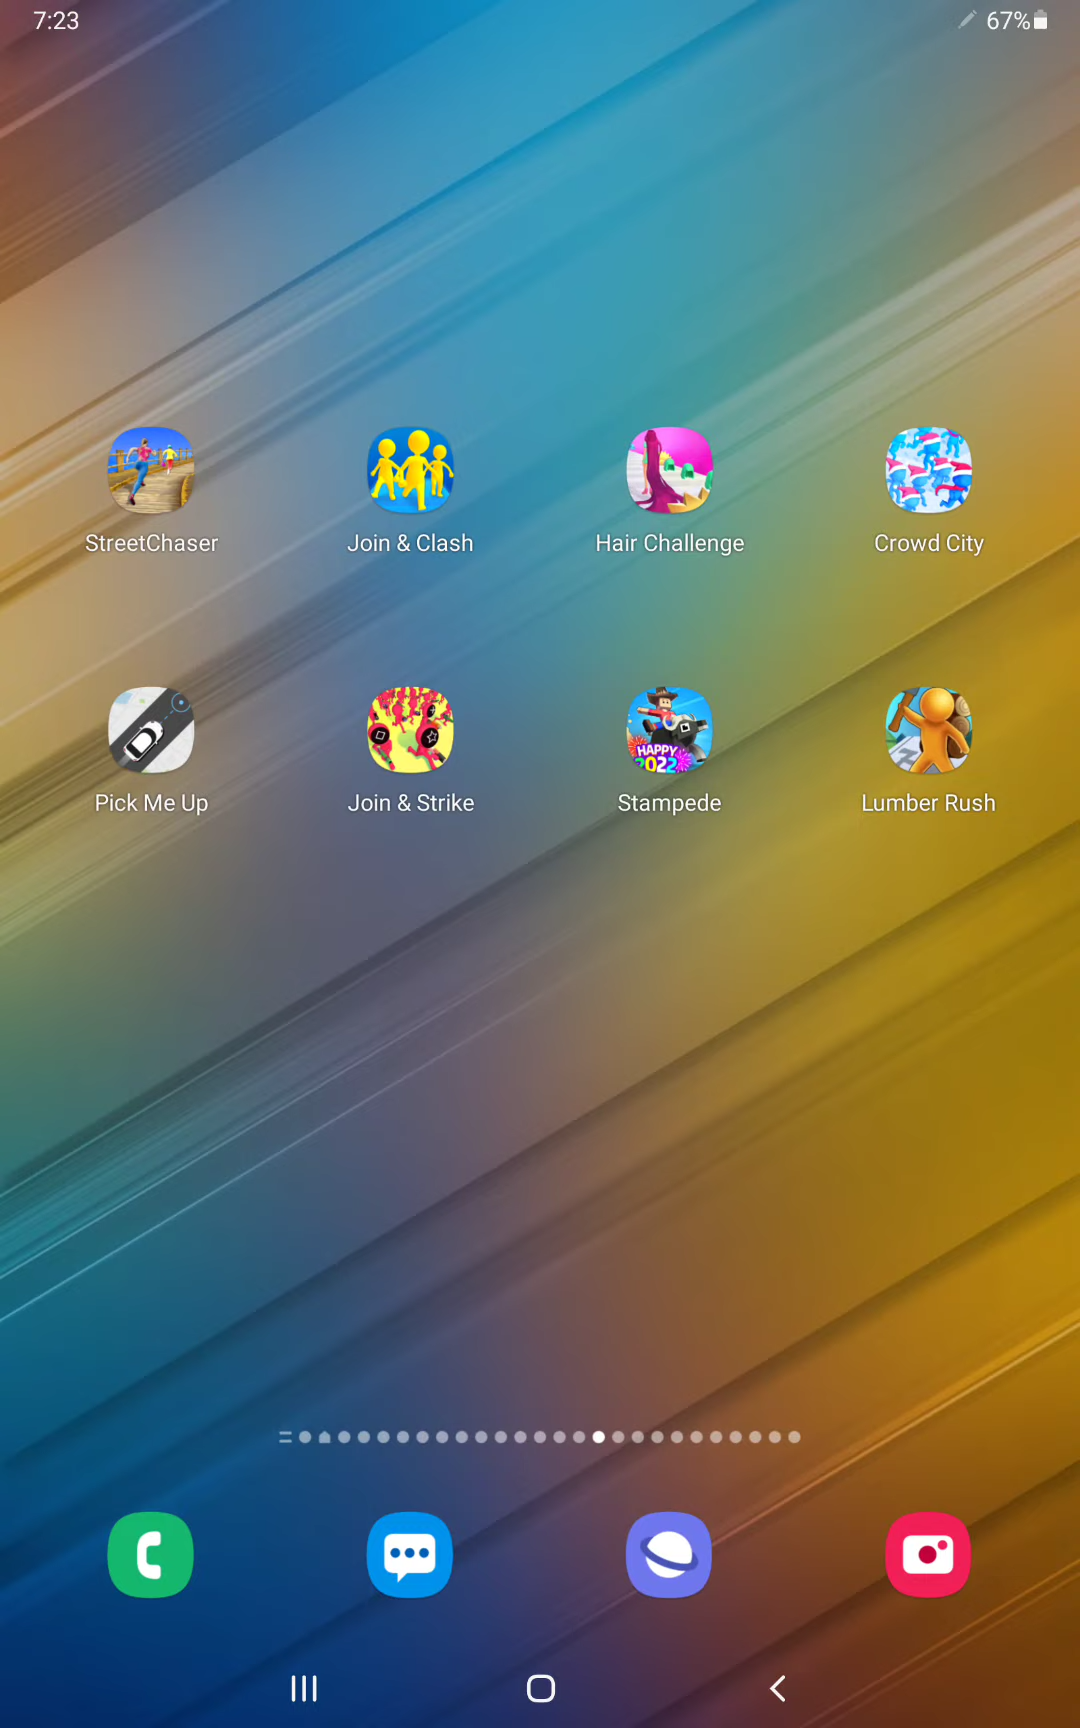 7:23
67%
StreetChaser
Join & Clash
Hair Challenge
Crowd City
HAPPY
2022
Pick Me Up
Join & Strike
Stampede
Lumber Rush